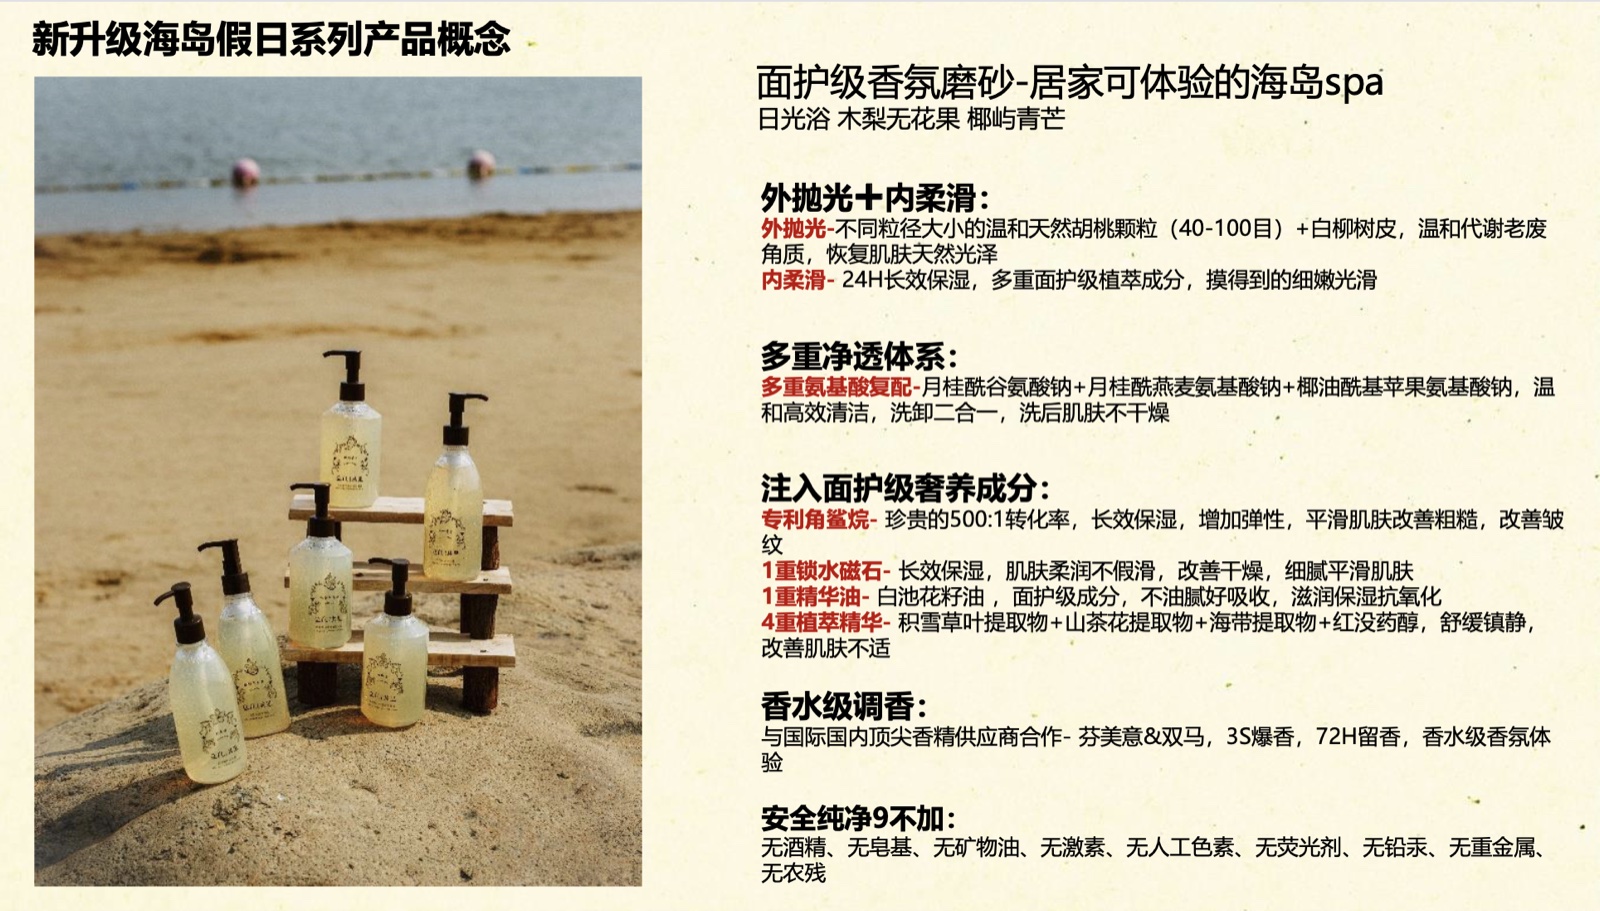 新升级海岛假日系列产品概念
面护级香氛磨砂-居家可体验的海岛spa
日光浴 木梨无花果 椰屿青芒
外抛光+内柔滑：
外抛光-不同粒径大小的温和天然胡桃颗粒（40-100目）+白柳树皮，温和代谢老废
角质，恢复肌肤天然光泽
内柔滑- 24H长效保湿，多重面护级植萃成分，摸得到的细嫩光滑
多重净透体系：
多重氨基酸复配-月桂酰谷氨酸钠+月桂酰燕麦氨基酸钠+椰油酰基苹果氨基酸钠，温
和高效清洁，洗卸二合一，洗后肌肤不干燥
注入面护级奢养成分：
专利角鲨烷- 珍贵的500:1转化率，长效保湿，增加弹性，平滑肌肤改善粗糙，改善皱
纹
1重锁水磁石- 长效保湿，肌肤柔润不假滑，改善干燥，细腻平滑肌肤
1重精华油- 白池花籽油 ，面护级成分，不油腻好吸收，滋润保湿抗氧化
4重植萃精华- 积雪草叶提取物+山茶花提取物+海带提取物+红没药醇，舒缓镇静，
改善肌肤不适
香水级调香：
与国际国内顶尖香精供应商合作- 芬美意&双马，3S爆香，72H留香，香水级香氛体
验
安全纯净9不加：
无酒精、无皂基、无矿物油、无激素、无人工色素、无荧光剂、无铅汞、无重金属、
无农残